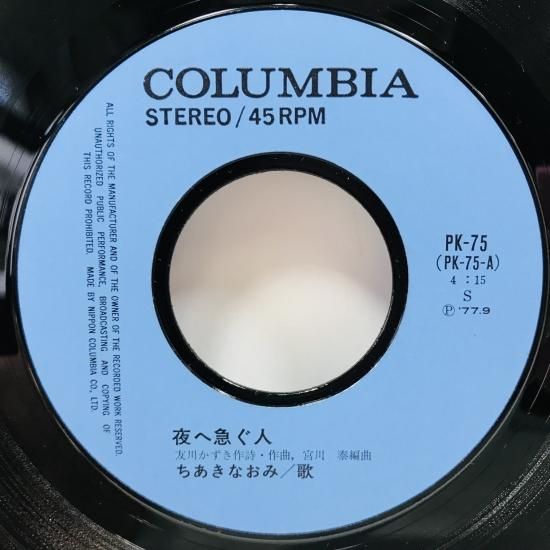 COLUMBIA
STEREO/45RPM
ALL RIGHTS OF THE MANUFACTURER AND OF THE OWNER OF THE RECORDED WORK RESERVED.
UNAUTHORIZED PUBLIC PERFORMANCE, BROADCASTING AND COPYING OF
THIS RECORD PROHIBITED. MADE BY NIPPON COLUMBIA CO., LTD.
PK-75
(PK-75-A)
4:15
S
Ⓟ '77.9
夜へ急ぐ人
友川かずき作詩・作曲, 宮川 泰編曲
ちあきなおみ/歌